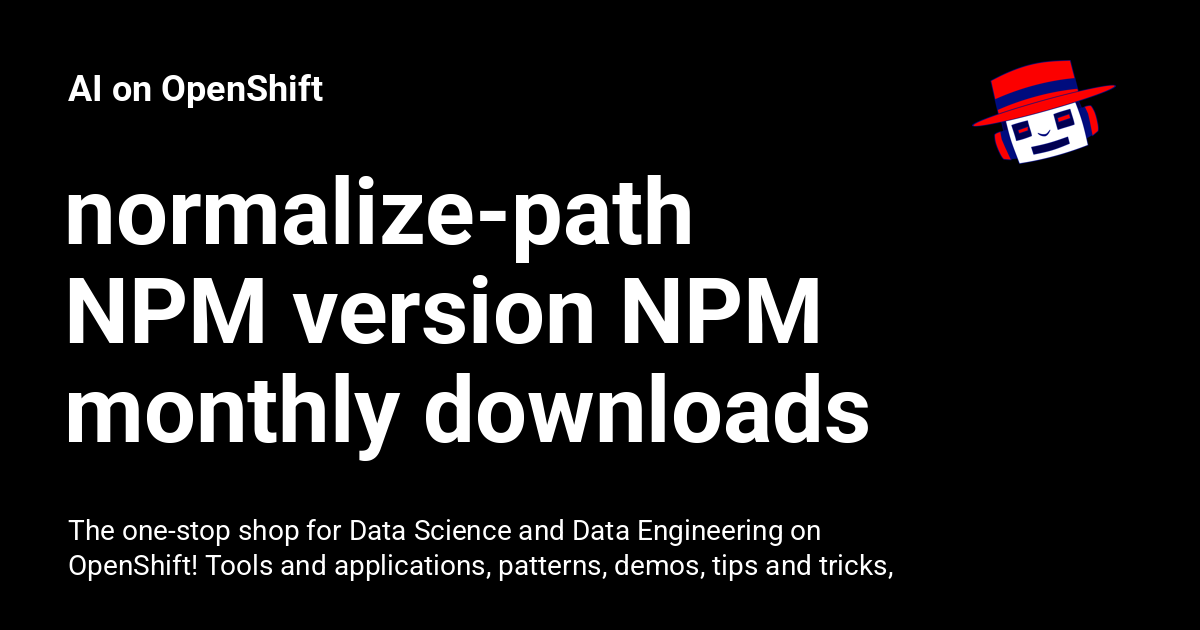 AI on OpenShift
normalize-path
NPM version NPM
monthly downloads
The one-stop shop for Data Science and Data Engineering on
OpenShift! Tools and applications, patterns, demos, tips and tricks,